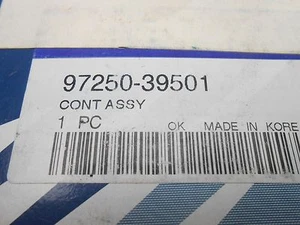 97250-39501
CONT ASSY
1 PC OK MADE IN KORE